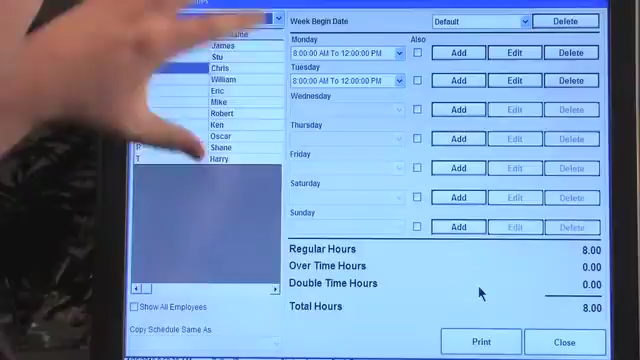 Week Begin Date Default Delete
Monday Also
8:00:00 AM To 12:00:00 PM Add Edit Delete
Tuesday
8:00:00 AM To 12:00:00 PM Add Edit Delete
Wednesday
Add Edit Delete
Thursday
Add Edit Delete
Friday
Add Edit Delete
Saturday
Add Edit Delete
Sunday
Add Edit Delete
James
Stu
Chris
William
Eric
Mike
Robert
Ken
Oscar
Shane
T Harry
Regular Hours 8.00
Over Time Hours 0.00
Double Time Hours 0.00
Total Hours 8.00
Show All Employees
Copy Schedule Same As
Print Close